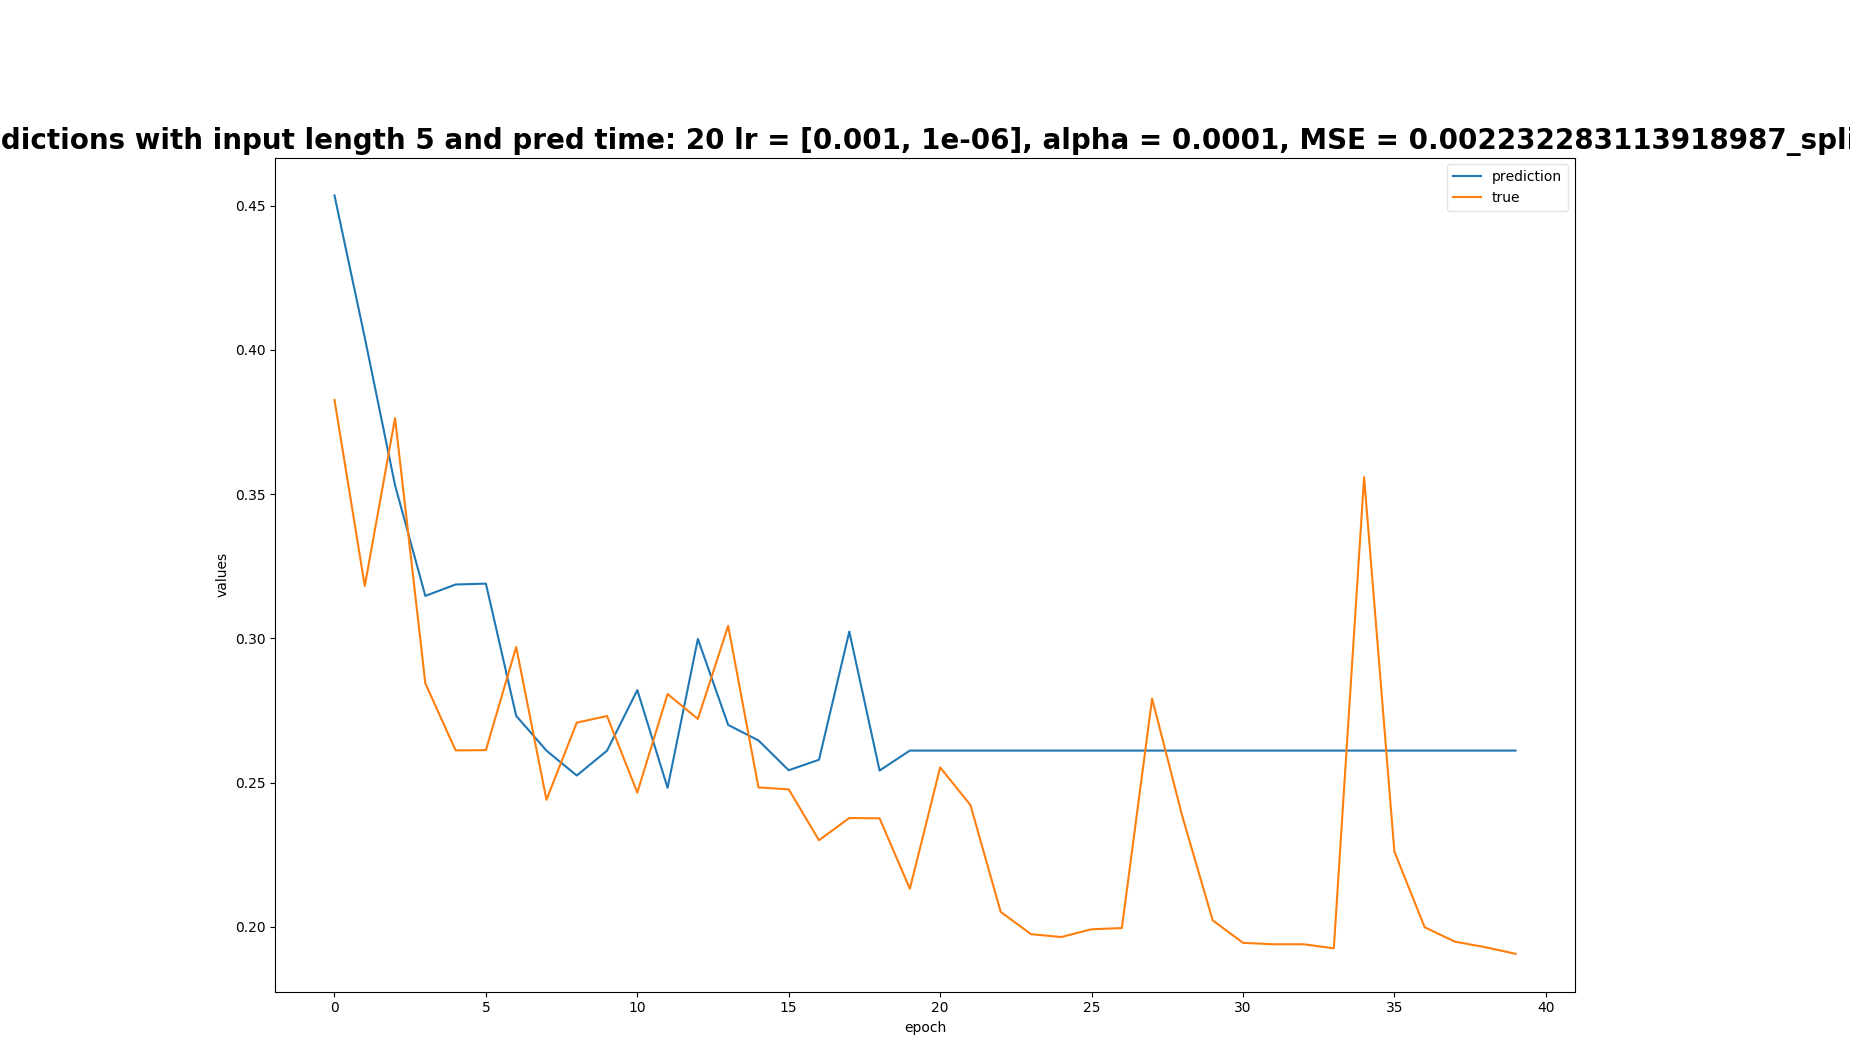 dictions with input length 5 and pred time: 20 lr = [0.001, 1e-06], alpha = 0.0001, MSE = 0.002232283113918987_spli
prediction
true
0.45
0.40
0.35
0.30
0.25
0.20
values
0 5 10 15 20 25 30 35 40
epoch